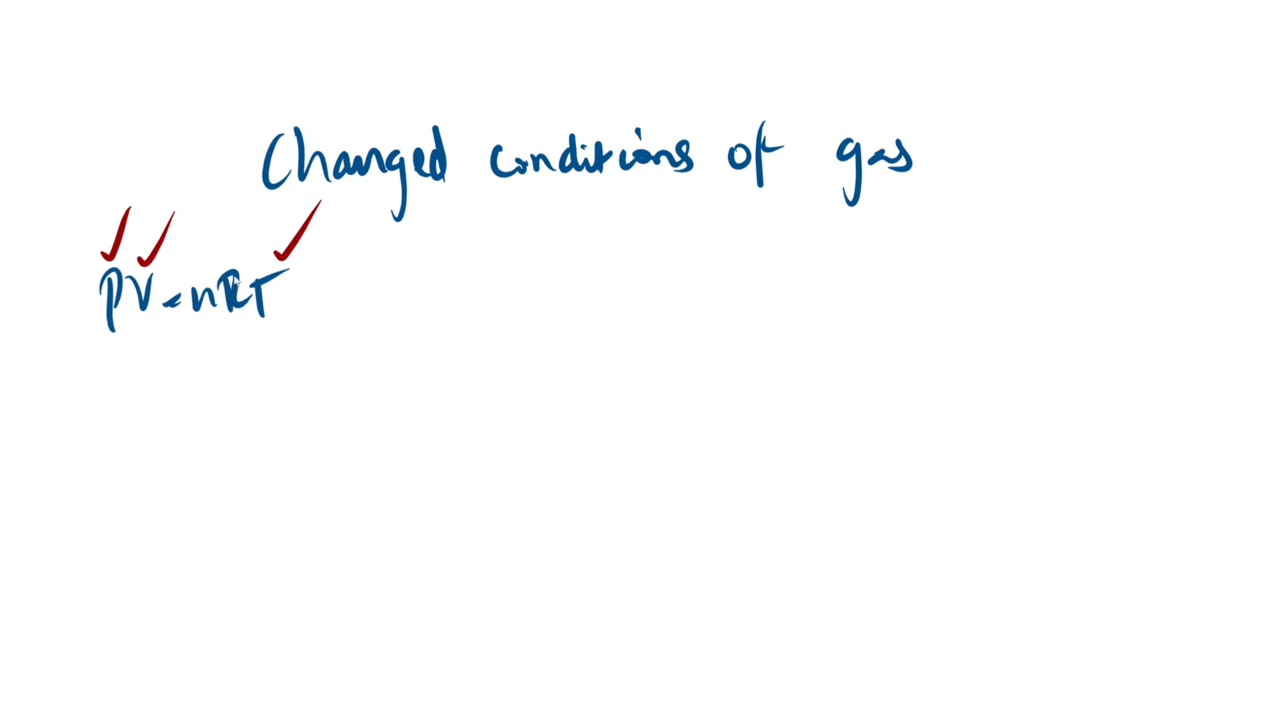 Changed conditions of gas
PV = nRT